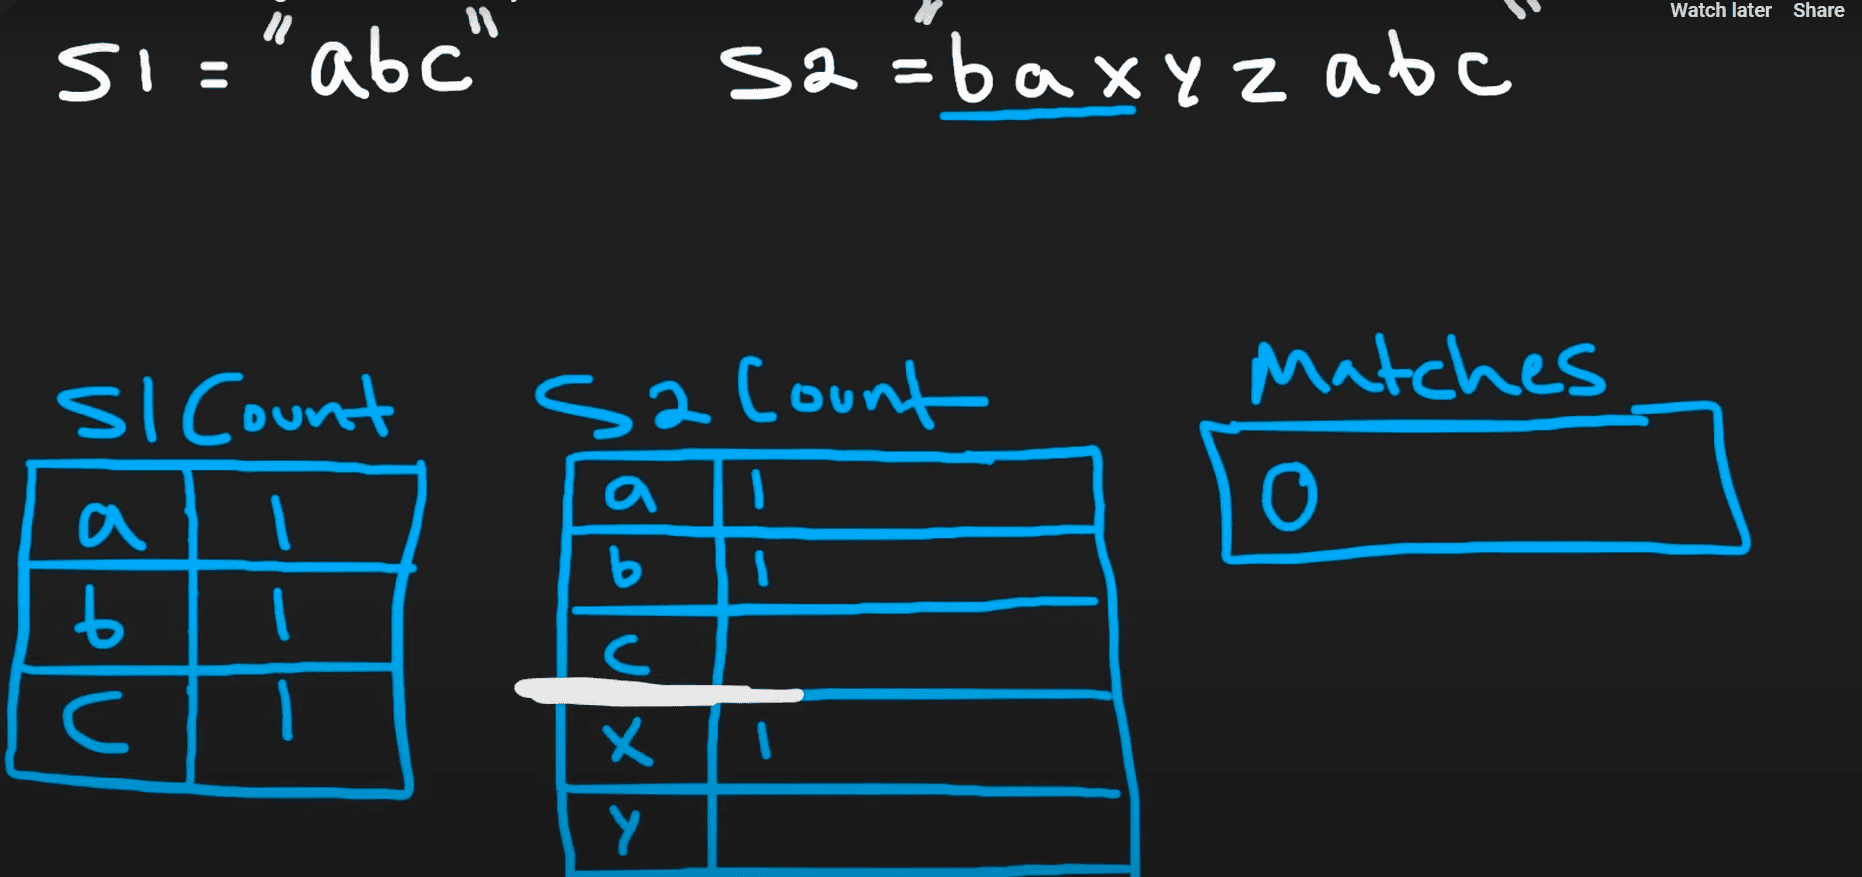 Watch later Share
S1 = "abc" S2 = "baxyzabc"
S1 Count S2 Count Matches
a 1
b 1
c 1
a 1
b 1
c
x 1
y
0